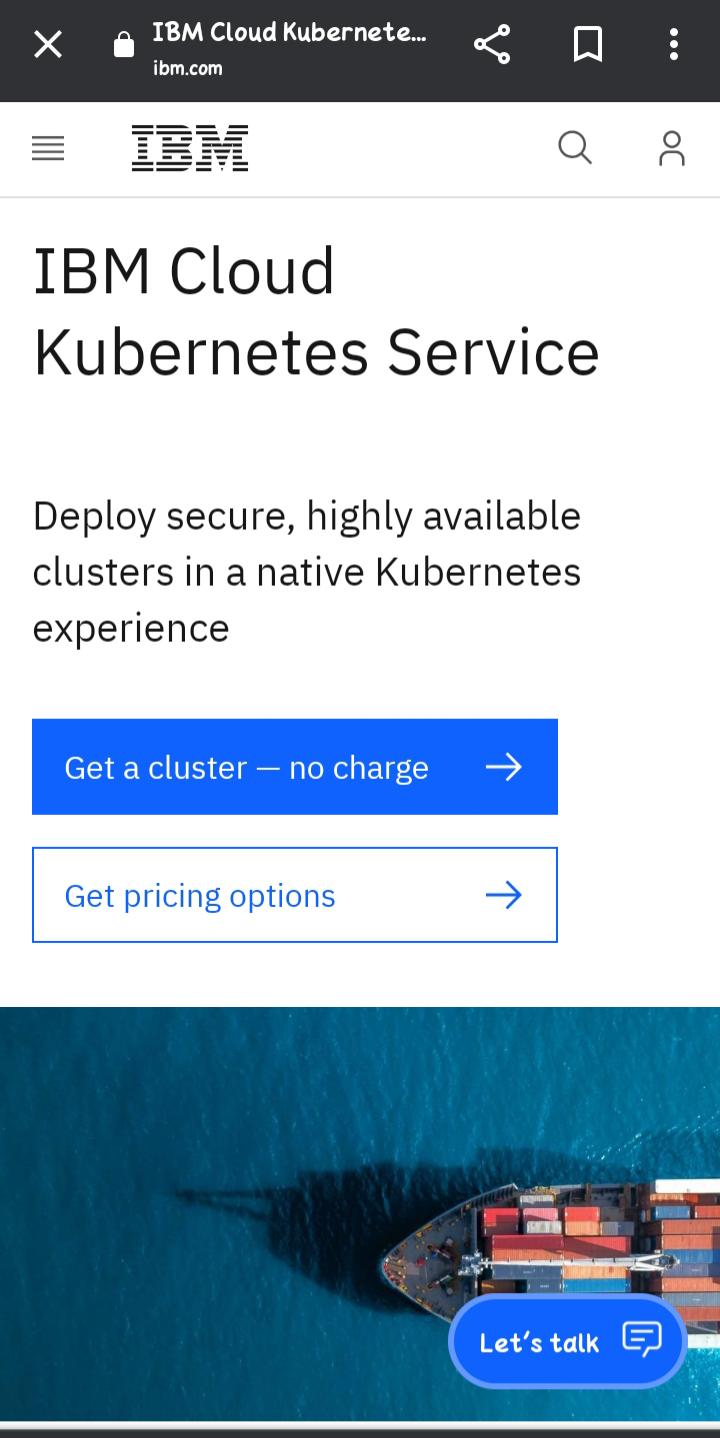 IBM Cloud Kubernete...
ibm.com
IBM
IBM Cloud
Kubernetes Service
Deploy secure, highly available
clusters in a native Kubernetes
experience
Get a cluster — no charge
Get pricing options
Let's talk